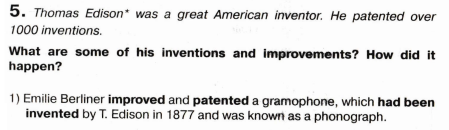 5. Thomas Edison* was a great American inventor. He patented over
1000 inventions.
What are some of his inventions and improvements? How did it
happen?
1) Emilie Berliner improved and patented a gramophone, which had been
invented by T. Edison in 1877 and was known as a phonograph.